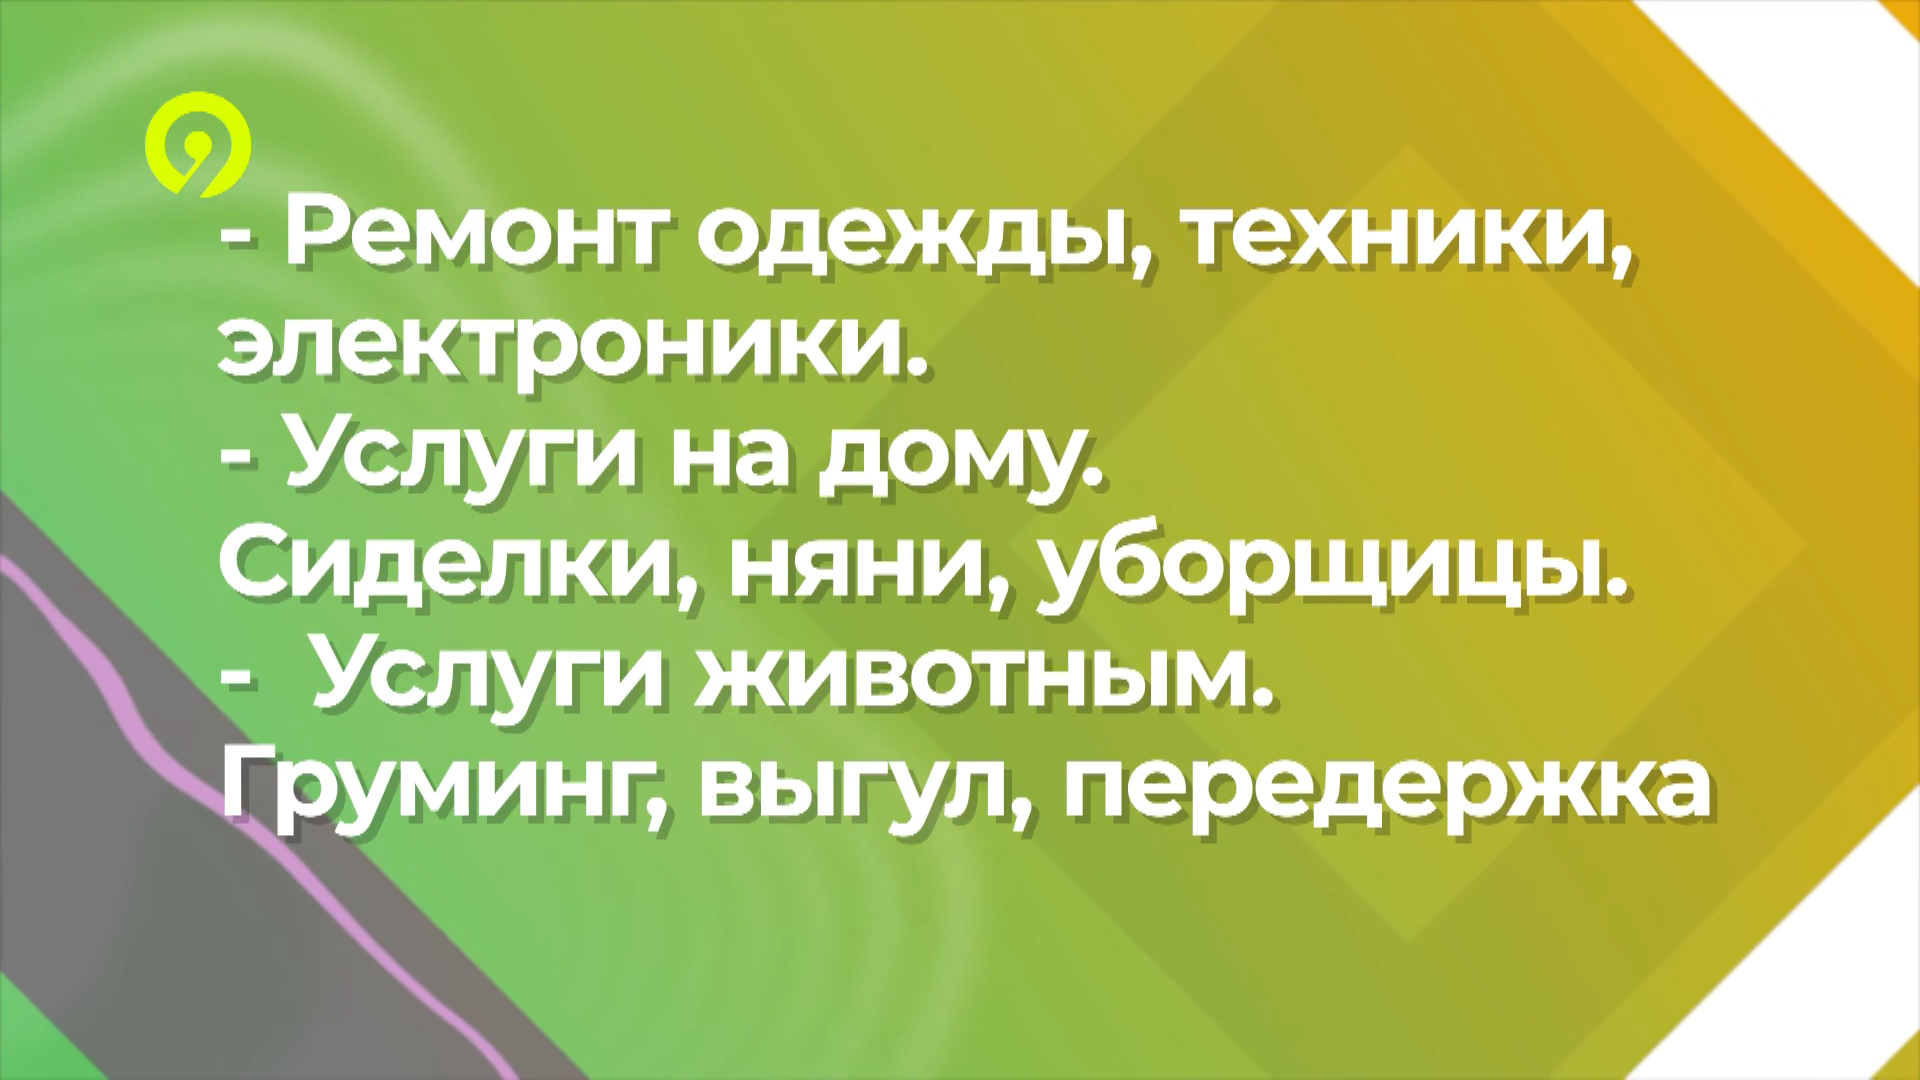 - Ремонт одежды, техники,
электроники.
- Услуги на дому.
Сиделки, няни, уборщицы.
-  Услуги животным.
Груминг, выгул, передержка